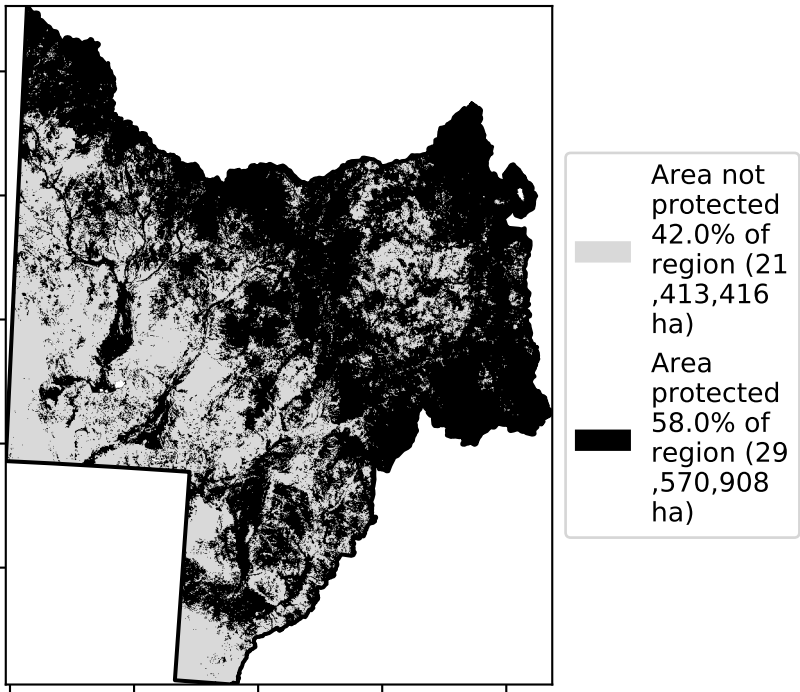 Area not
protected
42.0% of
region (21
,413,416
ha)
Area
protected
58.0% of
region (29
,570,908
ha)